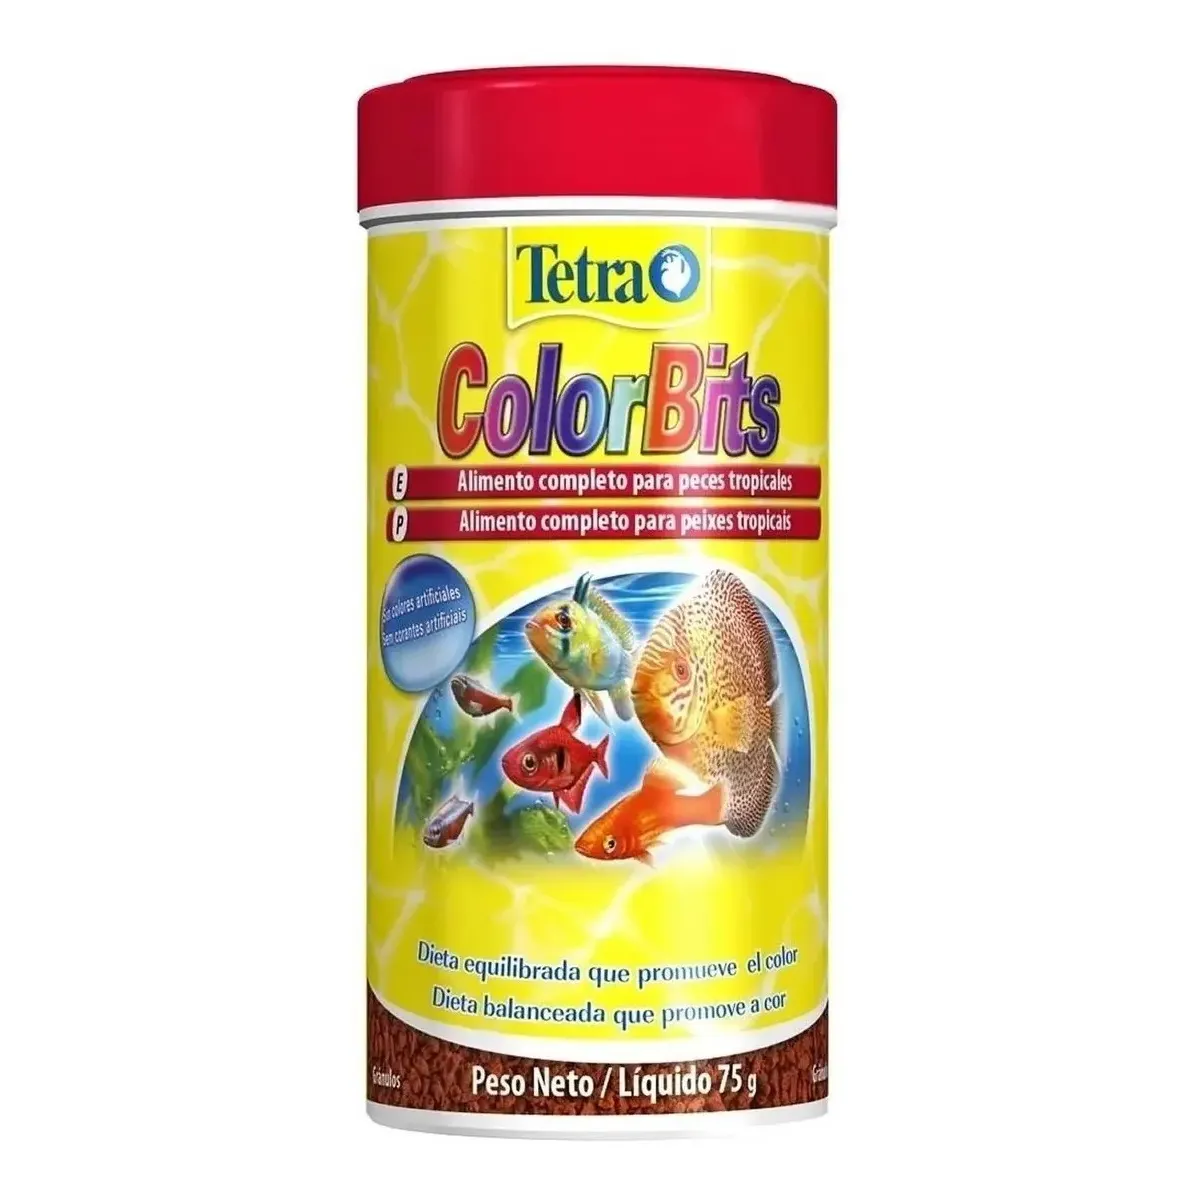 Tetra
ColorBits
E Alimento completo para peces tropicales
P Alimento completo para peixes tropicais
Sin colores artificiales
Sem corantes artificiais
Dieta equilibrada que promueve el color
Dieta balanceada que promove a cor
Gránulos
Peso Neto / Líquido 75 g